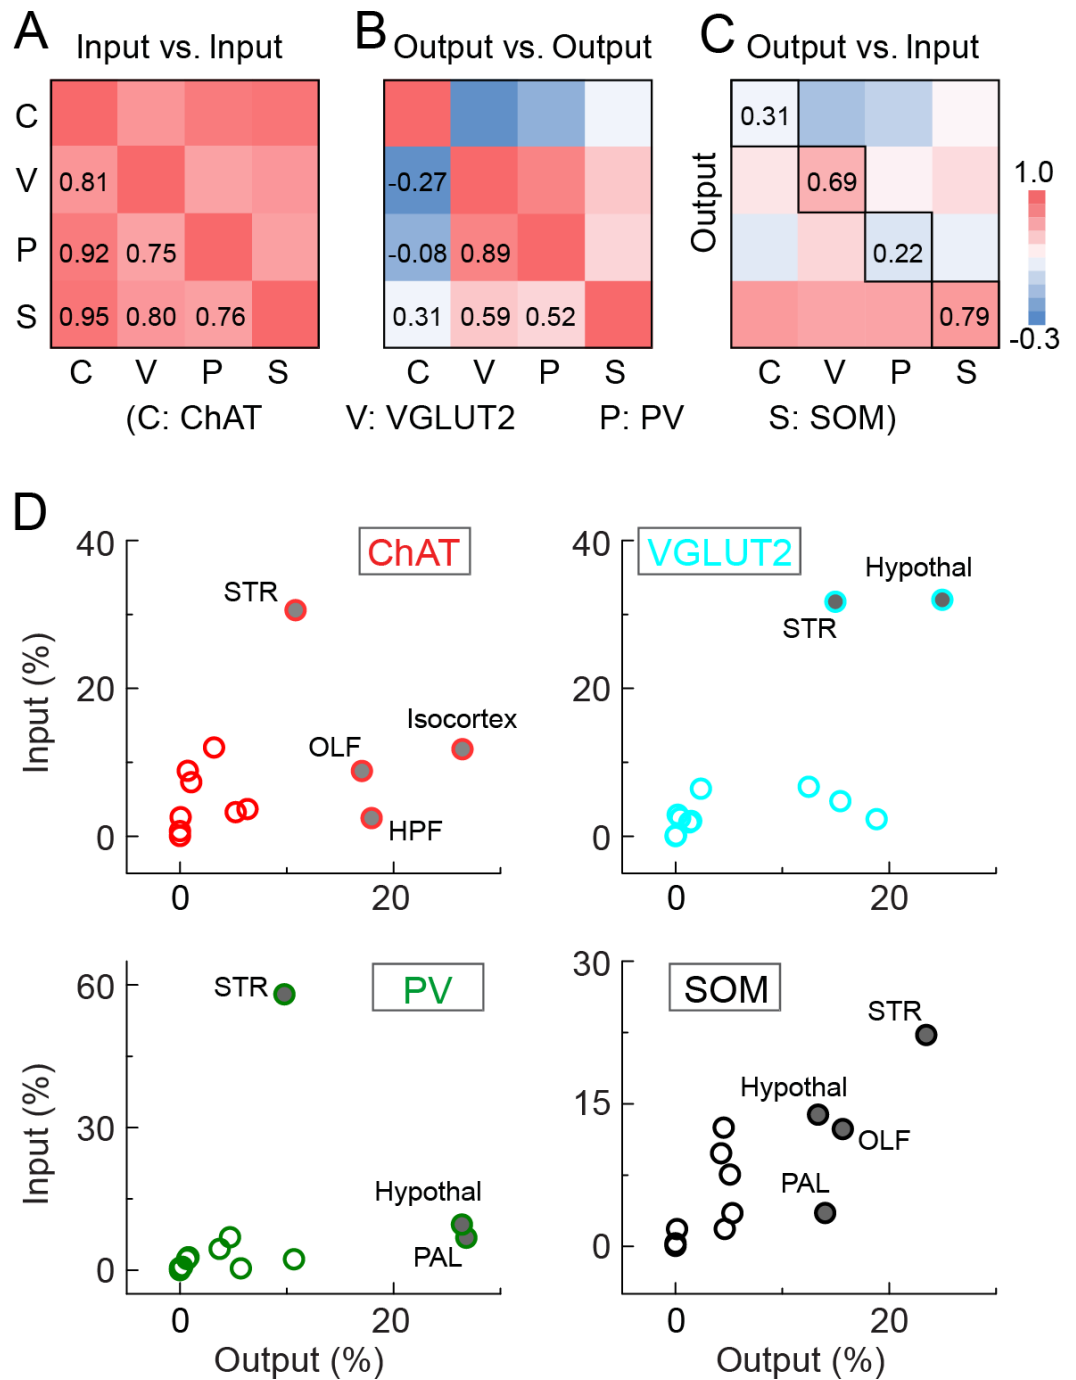 A Input vs. Input
B Output vs. Output
C Output vs. Input
C
V 0.81
P 0.92 0.75
S 0.95 0.80 0.76
C V P S
-0.27
-0.08 0.89
0.31 0.59 0.52
C V P S
Output
0.31
0.69
0.22
0.79
C V P S
1.0
-0.3
(C: ChAT V: VGLUT2 P: PV S: SOM)
D
ChAT
Input (%)
40
20
0
0 20
STR
Isocortex
OLF
HPF
VGLUT2
40
20
0
0 20
Hypothal
STR
PV
Input (%)
60
30
0
0 20
Output (%)
STR
Hypothal
PAL
SOM
30
15
0
0 20
Output (%)
STR
Hypothal
OLF
PAL